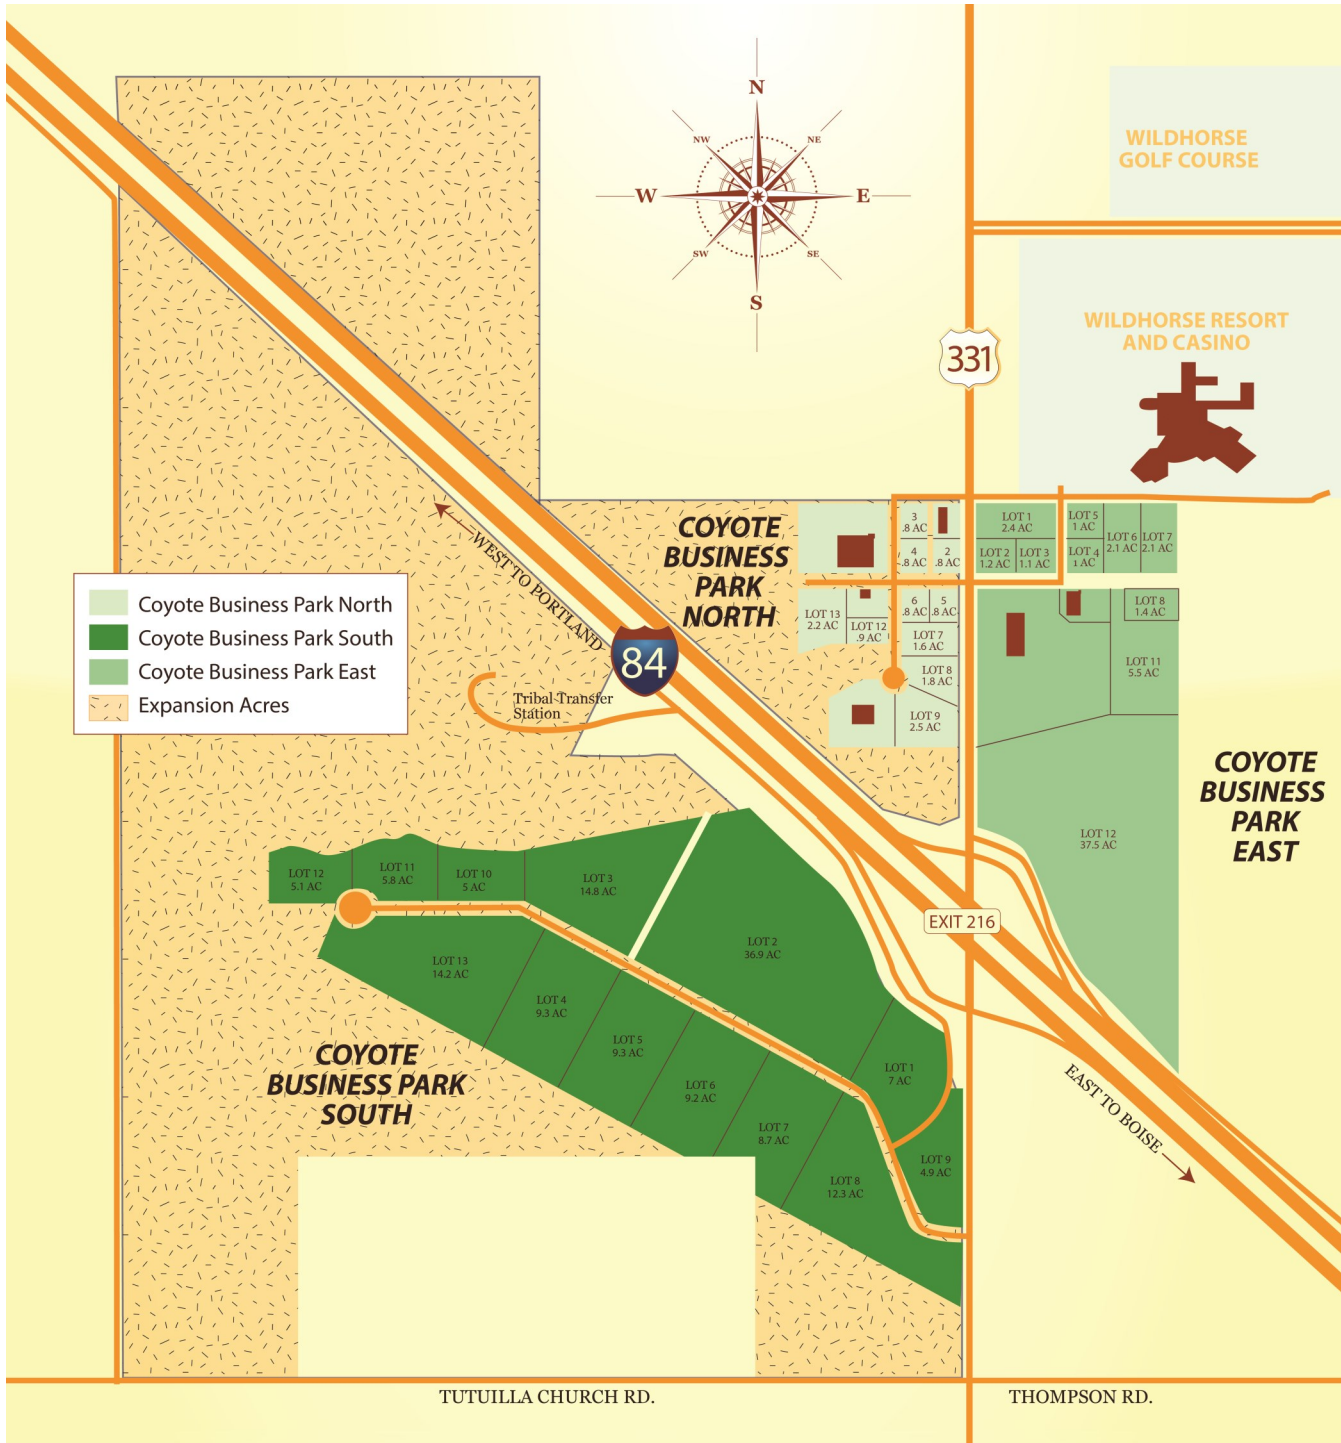 N
NW
NE
W
E
SW
SE
S
WILDHORSE
GOLF COURSE
331
WILDHORSE RESORT
AND CASINO
COYOTE
BUSINESS
PARK
NORTH
WEST TO PORTLAND
84
Tribal Transfer
Station
Coyote Business Park North
Coyote Business Park South
Coyote Business Park East
Expansion Acres
3
.8 AC
4
.8 AC
2
.8 AC
LOT 1
2.4 AC
LOT 2
1.2 AC
LOT 3
1.1 AC
LOT 5
1 AC
LOT 4
1 AC
LOT 6
2.1 AC
LOT 7
2.1 AC
LOT 13
2.2 AC
LOT 12
.9 AC
6
.8 AC
5
.8 AC
LOT 7
1.6 AC
LOT 8
1.8 AC
LOT 9
2.5 AC
LOT 8
1.4 AC
LOT 11
5.5 AC
LOT 12
37.5 AC
COYOTE
BUSINESS
PARK
EAST
EXIT 216
LOT 12
5.1 AC
LOT 11
5.8 AC
LOT 10
5 AC
LOT 3
14.8 AC
LOT 2
36.9 AC
LOT 13
14.2 AC
LOT 4
9.3 AC
LOT 5
9.3 AC
LOT 6
9.2 AC
LOT 7
8.7 AC
LOT 8
12.3 AC
LOT 1
7 AC
LOT 9
4.9 AC
COYOTE
BUSINESS PARK
SOUTH
EAST TO BOISE
TUTUILLA CHURCH RD.
THOMPSON RD.